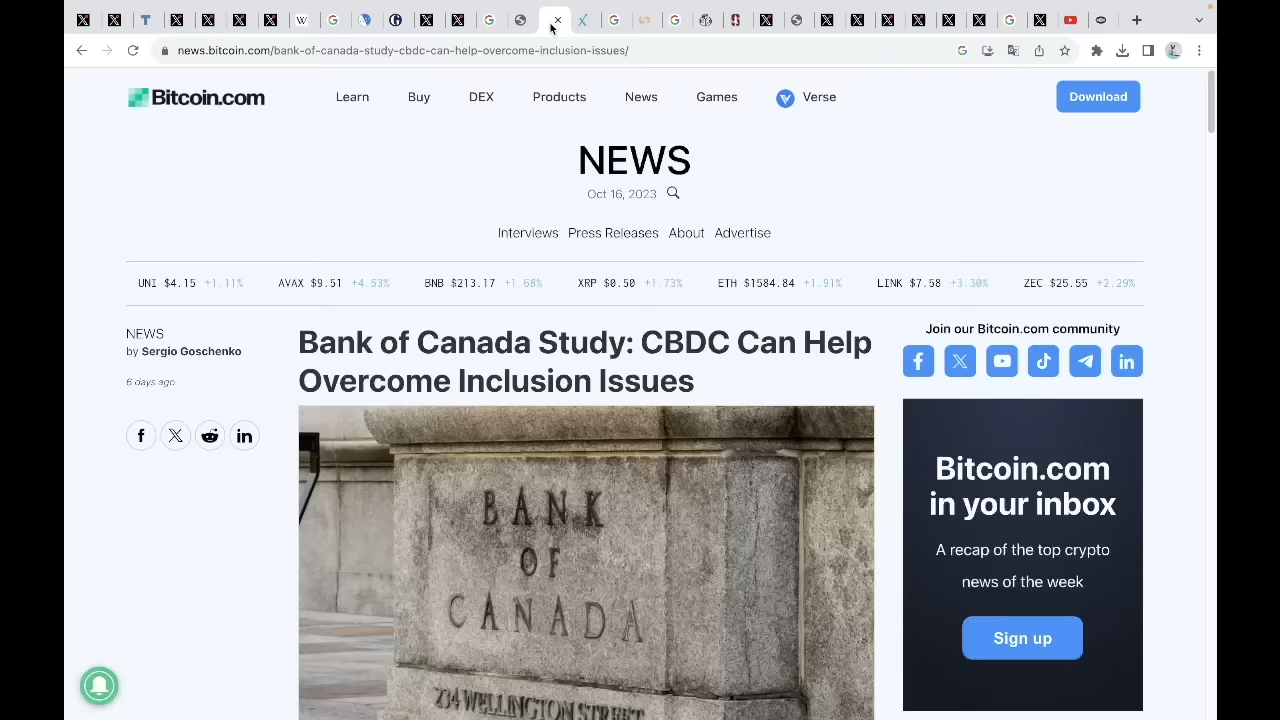 news.bitcoin.com/bank-of-canada-study-cbdc-can-help-overcome-inclusion-issues/
Bitcoin.com
Learn
Buy
DEX
Products
News
Games
Verse
Download
NEWS
Oct 16, 2023
Interviews
Press Releases
About
Advertise
UNI $4.15 +1.11%
AVAX $9.51 +4.53%
BNB $213.17 +1.68%
XRP $0.50 +1.73%
ETH $1584.84 +1.91%
LINK $7.58 +3.30%
ZEC $25.55 +2.29%
NEWS
by Sergio Goschenko
6 days ago
Bank of Canada Study: CBDC Can Help
Overcome Inclusion Issues
BANK
OF
CANADA
234 WELLINGTON STREET
Join our Bitcoin.com community
Bitcoin.com
in your inbox
A recap of the top crypto
news of the week
Sign up